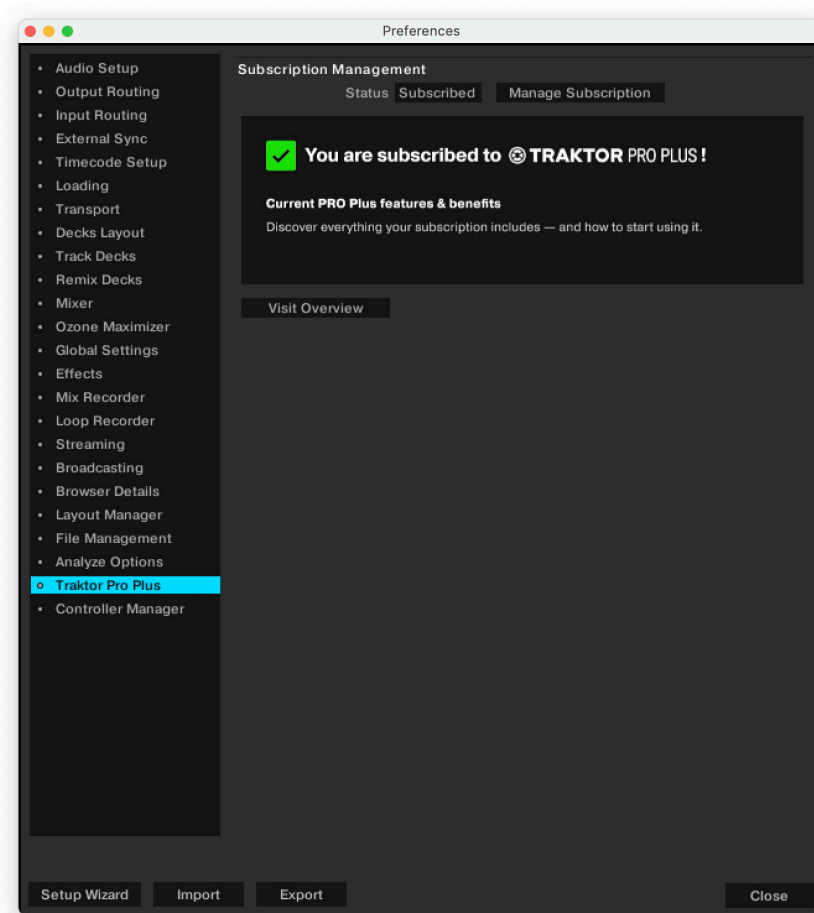 Preferences
Audio Setup
Output Routing
Input Routing
External Sync
Timecode Setup
Loading
Transport
Decks Layout
Track Decks
Remix Decks
Mixer
Ozone Maximizer
Global Settings
Effects
Mix Recorder
Loop Recorder
Streaming
Broadcasting
Browser Details
Layout Manager
File Management
Analyze Options
Traktor Pro Plus
Controller Manager
Subscription Management
Status Subscribed Manage Subscription
You are subscribed to TRAKTOR PRO PLUS!
Current PRO Plus features & benefits
Discover everything your subscription includes — and how to start using it.
Visit Overview
Setup Wizard Import Export Close